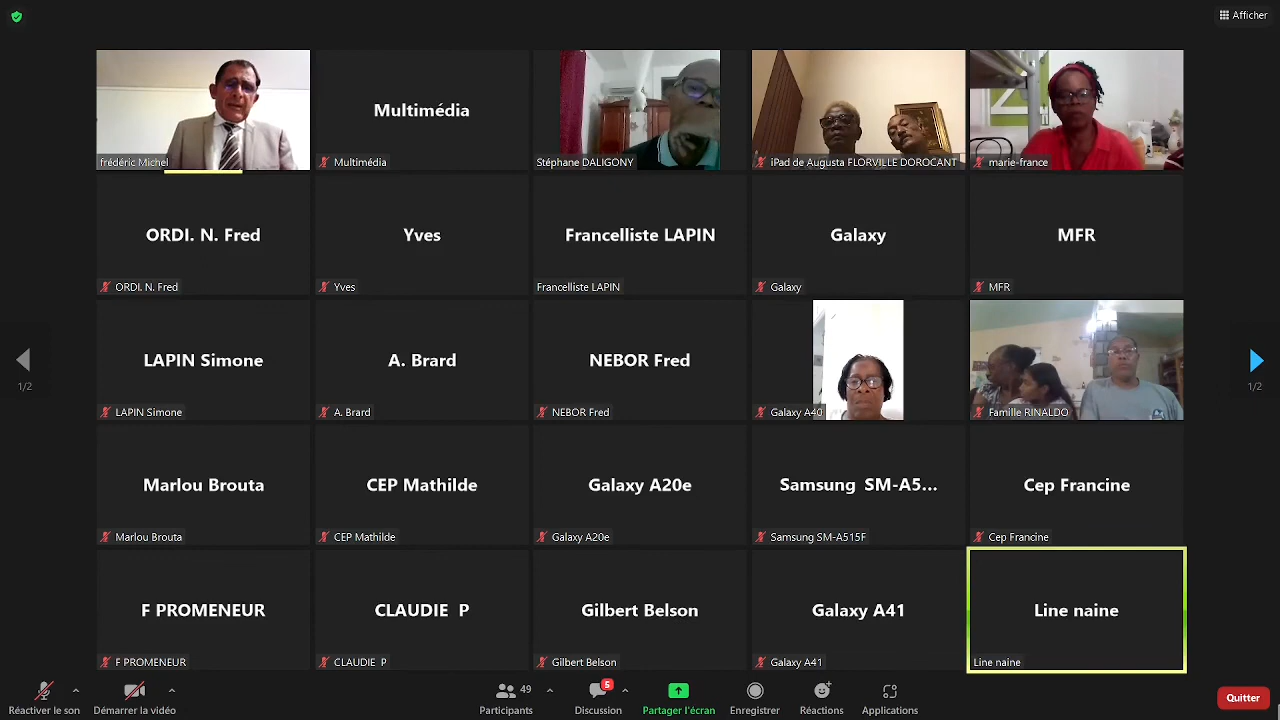 Afficher
frédéric Michel
Multimédia
Multimédia
Stéphane DALIGONY
iPad de Augusta FLORVILLE DOROCANT
marie-france
ORDI. N. Fred
ORDI. N. Fred
Yves
Yves
Francelliste LAPIN
Francelliste LAPIN
Galaxy
Galaxy
MFR
MFR
LAPIN Simone
LAPIN Simone
A. Brard
A. Brard
NEBOR Fred
NEBOR Fred
Galaxy A40
Famille RINALDO
1/2
1/2
Marlou Brouta
Marlou Brouta
CEP Mathilde
CEP Mathilde
Galaxy A20e
Galaxy A20e
Samsung SM-A5...
Samsung SM-A515F
Cep Francine
Cep Francine
F PROMENEUR
F PROMENEUR
CLAUDIE P
CLAUDIE P
Gilbert Belson
Gilbert Belson
Galaxy A41
Galaxy A41
Line naine
Line naine
Réactiver le son
Démarrer la vidéo
49
Participants
5
Discussion
Partager l'écran
Enregistrer
Réactions
Applications
Quitter